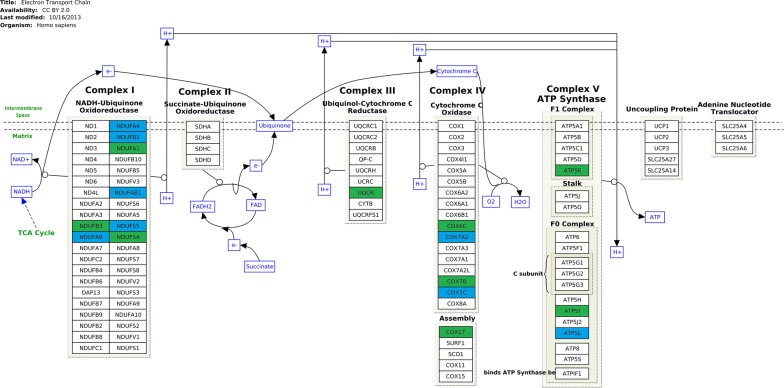 Title: Electron Transport Chain
Availability: CC BY 2.0
Last modified: 10/16/2013
Organism: Homo sapiens
H+
H+
H+
e-
Complex I
NADH-Ubiquinone
Oxidoreductase
Complex II
Succinate-Ubiquinone
Oxidoreductase
Complex III
Ubiquinol-Cytochrome C
Reductase
Cytochrome C
Complex IV
Cytochrome C
Oxidase
Complex V
ATP Synthase
F1 Complex
Uncoupling Protein
Adenine Nucleotide
Translocator
Intermembrane
Space
Matrix
Ubiquinone
NAD+
NADH
TCA Cycle
ND1 NDUFA4
ND2 NDUFB1
ND3 NDUFA1
ND4 NDUFB10
ND5 NDUFB5
ND6 NDUFV3
ND4L NDUFAB1
NDUFA2 NDUFS6
NDUFA3 NDUFA5
NDUFB3 NDUFS5
NDUFA6 NDUFS4
NDUFA7 NDUFA8
NDUFC2 NDUFS7
NDUFB4 NDUFS8
NDUFB6 NDUFV2
DAP13 NDUFS3
NDUFB7 NDUFA9
NDUFB9 NDUFA10
NDUFB2 NDUFS2
NDUFB8 NDUFV1
NDUFC1 NDUFS1
H+
SDHA
SDHB
SDHC
SDHD
e-
FADH2
FAD
e-
Succinate
H+
UQCRC1
UQCRC2
UQCRB
QP-C
UQCRH
UCRC
UQCR
CYTB
UQCRFS1
H+
COX1
COX2
COX3
COX4I1
COX5A
COX5B
COX6A2
COX6A1
COX6B1
COX6C
COX7A2
COX7A3
COX7A1
COX7A2L
COX7B
COX7C
COX8A
Assembly
COX17
SURF1
SCO1
COX11
COX15
O2
H2O
ATP5A1
ATP5B
ATP5C1
ATP5D
ATP5E
Stalk
ATP5J
ATP5O
F0 Complex
ATP6
ATP5F1
C subunit
ATP5G1
ATP5G2
ATP5G3
ATP5H
ATP5I
ATP5J2
ATP5L
ATP8
ATP5S
binds ATP Synthase be
ATPIF1
H+
ATP
UCP1
UCP2
UCP3
SLC25A27
SLC25A14
SLC25A4
SLC25A5
SLC25A6